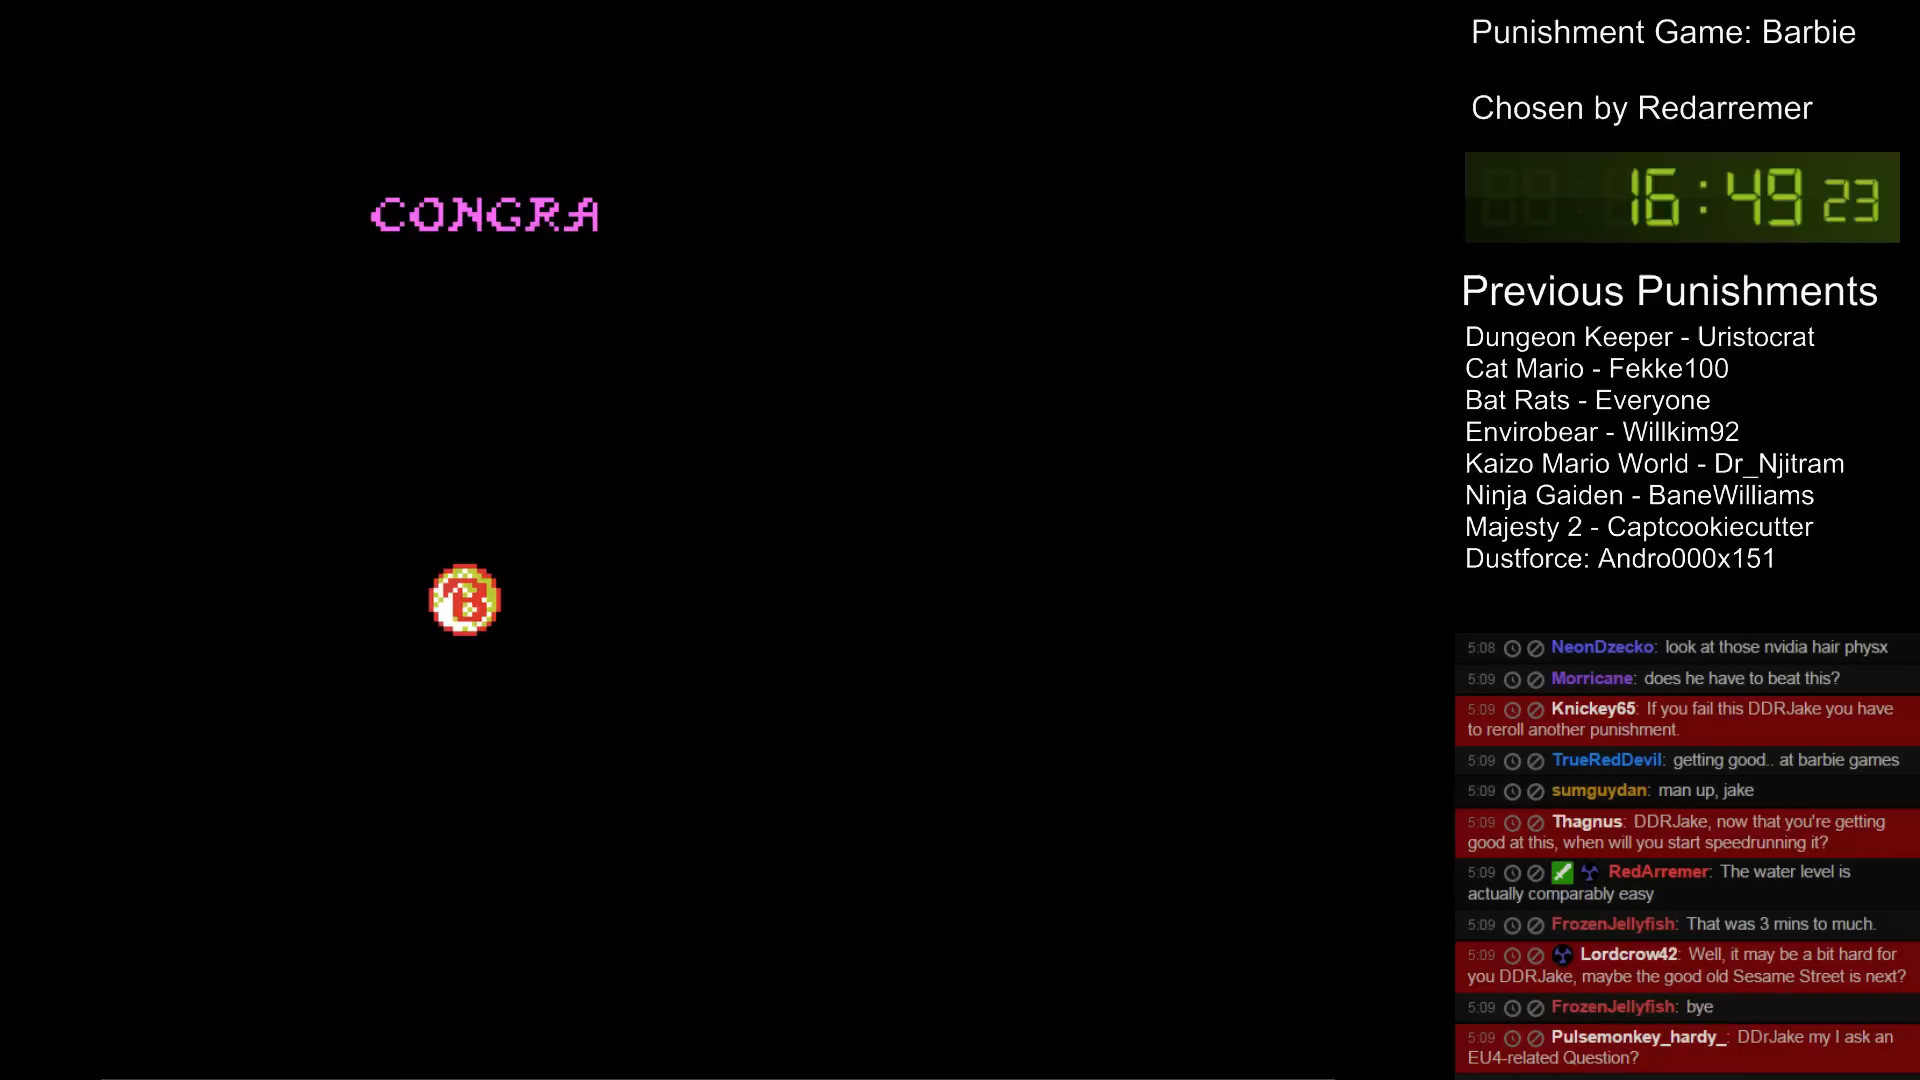 Punishment Game: Barbie
Chosen by Redarremer
CONGRA
16:49 23
Previous Punishments
Dungeon Keeper - Uristocrat
Cat Mario - Fekke100
Bat Rats - Everyone
Envirobear - Willkim92
Kaizo Mario World - Dr_Njitram
Ninja Gaiden - BaneWilliams
Majesty 2 - Captcookiecutter
Dustforce: Andro000x151
B
5:08 NeonDzecko: look at those nvidia hair physx
5:09 Morricane: does he have to beat this?
5:09 Knickey65: If you fail this DDRJake you have
to reroll another punishment.
5:09 TrueRedDevil: getting good.. at barbie games
5:09 sumguydan: man up, jake
5:09 Thagnus: DDRJake, now that you're getting
good at this, when will you start speedrunning it?
5:09 RedArremer: The water level is
actually comparably easy
5:09 FrozenJellyfish: That was 3 mins to much.
5:09 Lordcrow42: Well, it may be a bit hard for
you DDRJake, maybe the good old Sesame Street is next?
5:09 FrozenJellyfish: bye
5:09 Pulsemonkey_hardy_: DDrJake my I ask an
EU4-related Question?